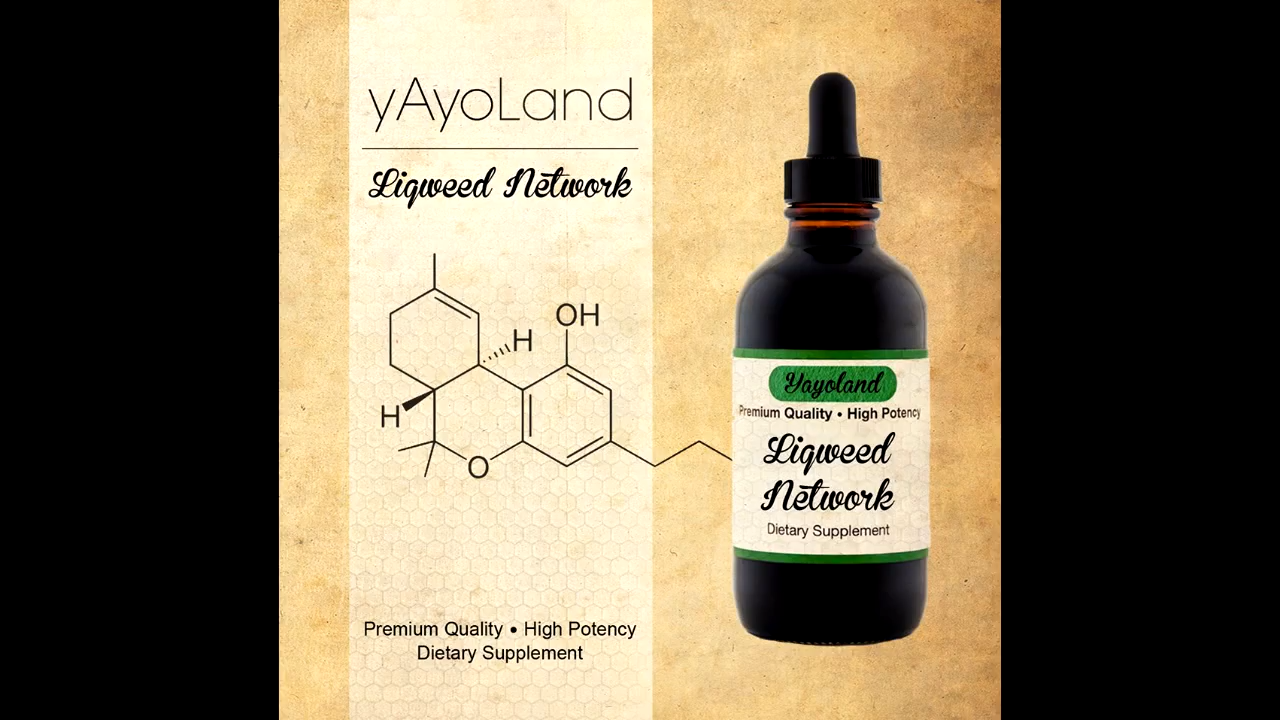 yAyoLand
Liqweed Network
OH
H
H
O
Premium Quality • High Potency
Dietary Supplement
Yayoland
Premium Quality • High Potency
Liqweed
Network
Dietary Supplement